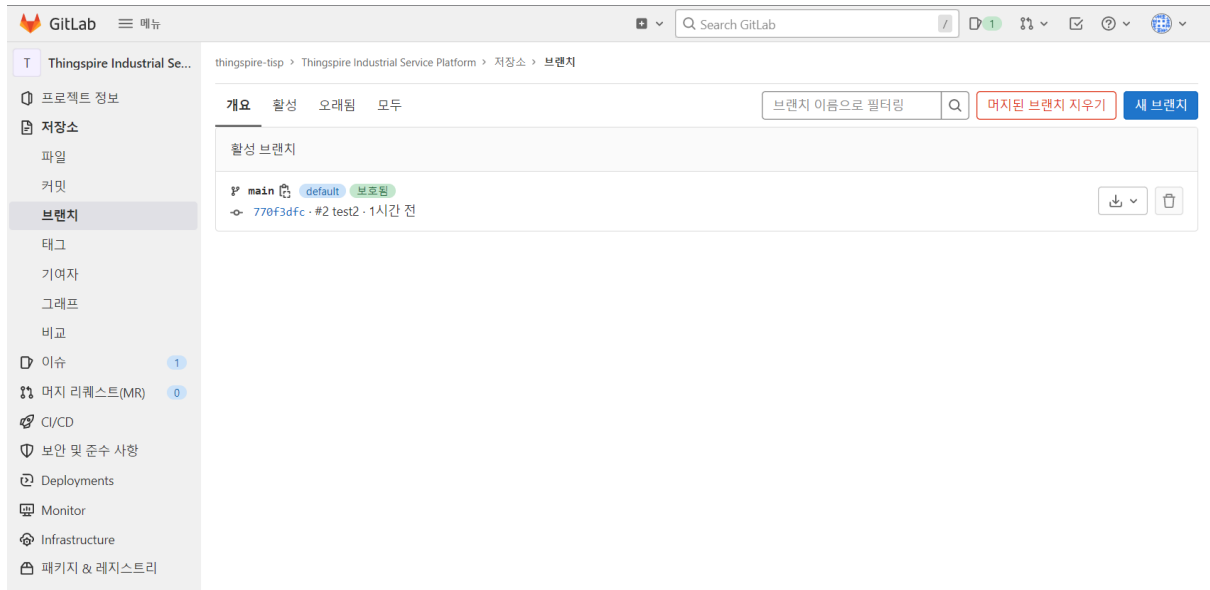 GitLab 메뉴 Search GitLab / 1
T Thingspire Industrial Se...
thingspire-tisp > Thingspire Industrial Service Platform > 저장소 > 브랜치
프로젝트 정보
저장소
파일
커밋
브랜치
태그
기여자
그래프
비교
이슈 1
머지 리퀘스트(MR) 0
CI/CD
보안 및 준수 사항
Deployments
Monitor
Infrastructure
패키지 & 레지스트리
개요 활성 오래됨 모두 브랜치 이름으로 필터링 머지된 브랜치 지우기 새 브랜치
활성 브랜치
main default 보호됨
770f3dfc · #2 test2 · 1시간 전